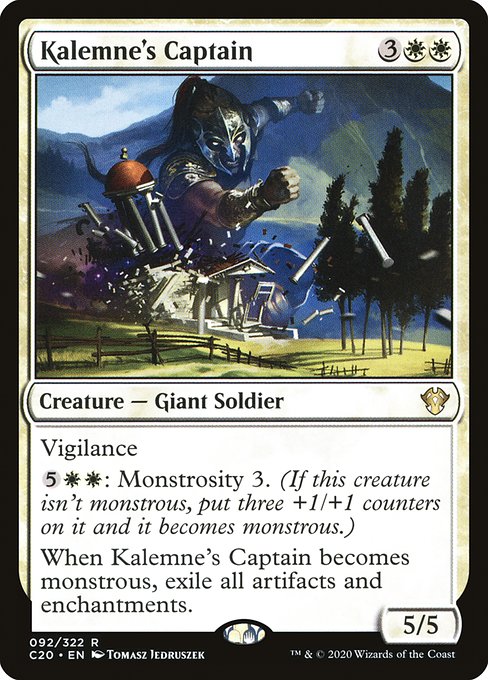 Kalemne's Captain 3
Creature — Giant Soldier
Vigilance
5: Monstrosity 3. (If this creature
isn't monstrous, put three +1/+1 counters
on it and it becomes monstrous.)
When Kalemne's Captain becomes
monstrous, exile all artifacts and
enchantments.
5/5
092/322 R
C20 • EN Tomasz Jedruszek
™ & © 2020 Wizards of the Coast